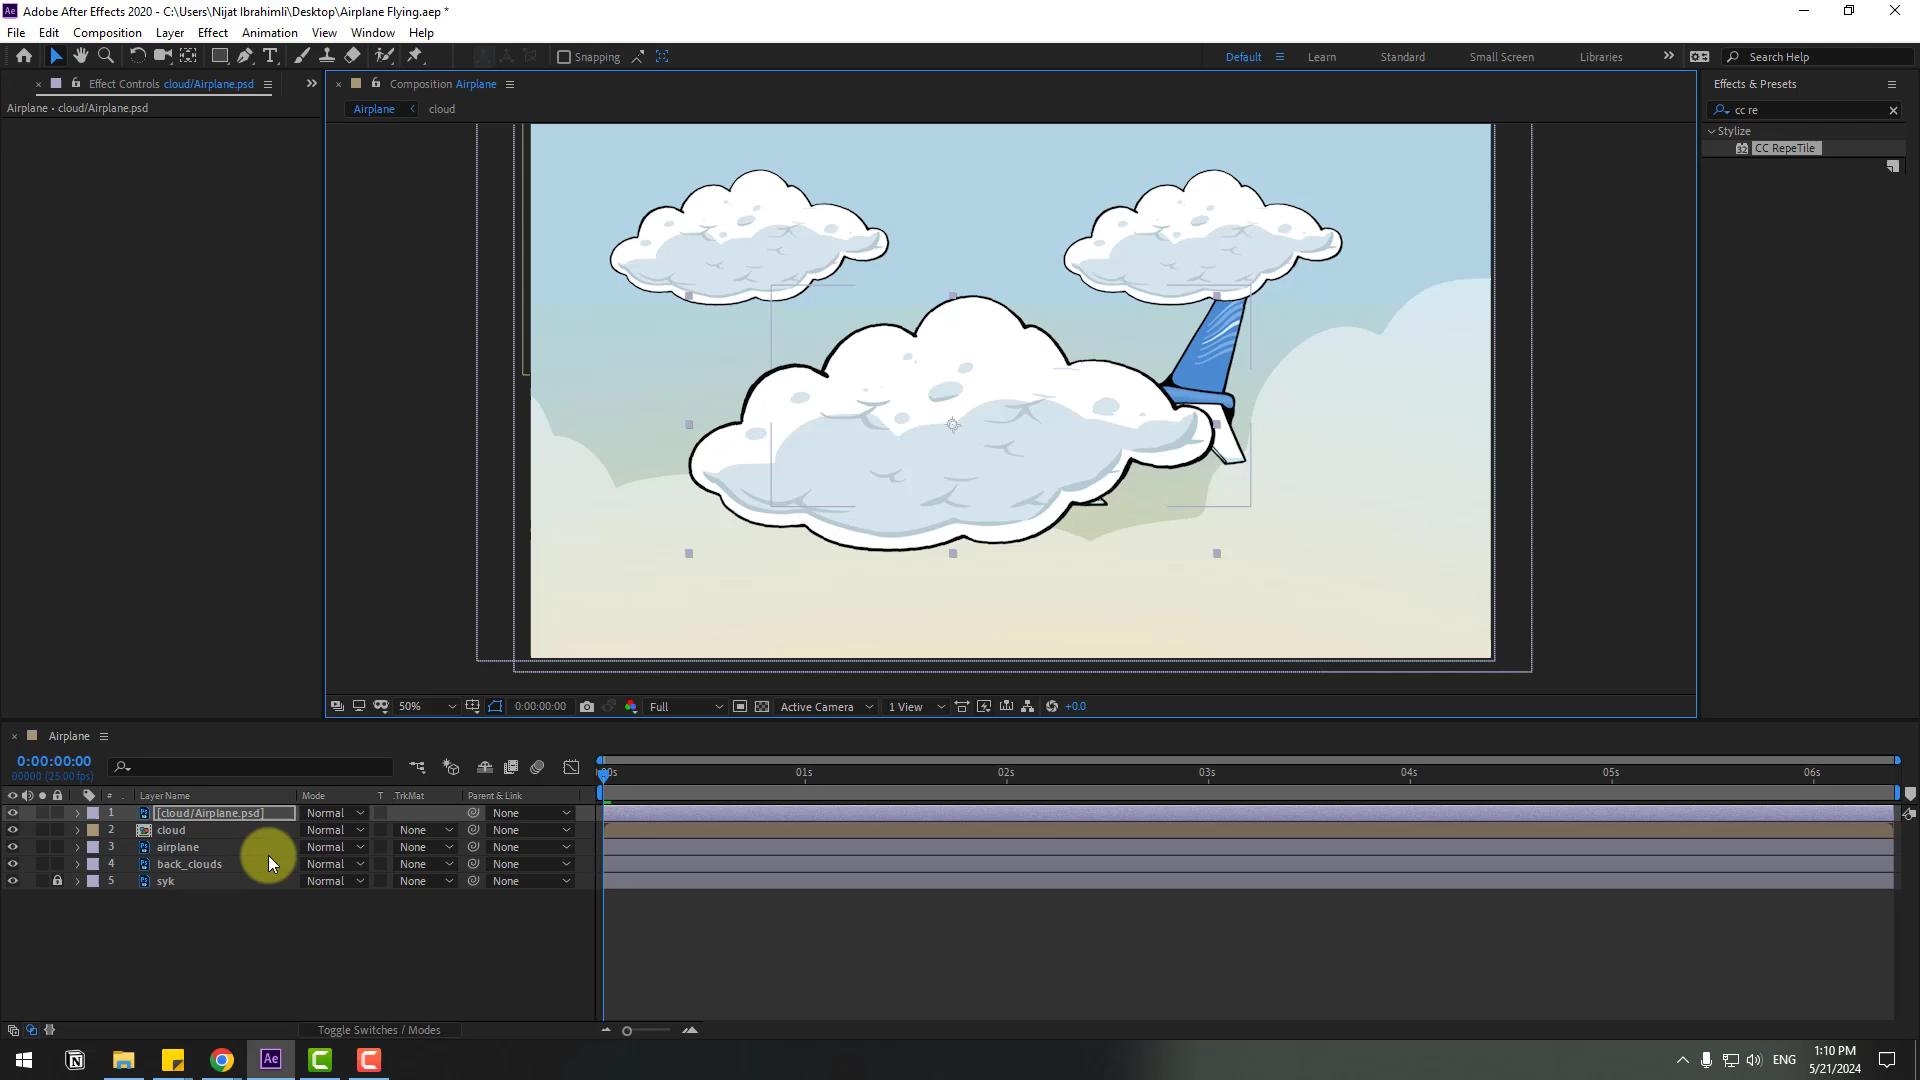 Adobe After Effects 2020 - C:\Users\Nijat Ibrahimli\Desktop\Airplane Flying.aep *
File Edit Composition Layer Effect Animation View Window Help
Snapping
Default Learn Standard Small Screen Libraries Search Help
Effect Controls cloud/Airplane.psd
Composition Airplane
Effects & Presets
Airplane • cloud/Airplane.psd
Airplane cloud
cc re
Stylize
CC RepeTile
50% 0:00:00:00 Full Active Camera 1 View +0.0
Airplane
0:00:00:00
00000 (25.00 fps)
01s 02s 03s 04s 05s 06s
# Layer Name Mode T .TrkMat Parent & Link
1 [cloud/Airplane.psd] Normal None
2 cloud Normal None None
3 airplane Normal None None
4 back_clouds Normal None None
5 syk Normal None None
Toggle Switches / Modes
ENG
1:10 PM
5/21/2024